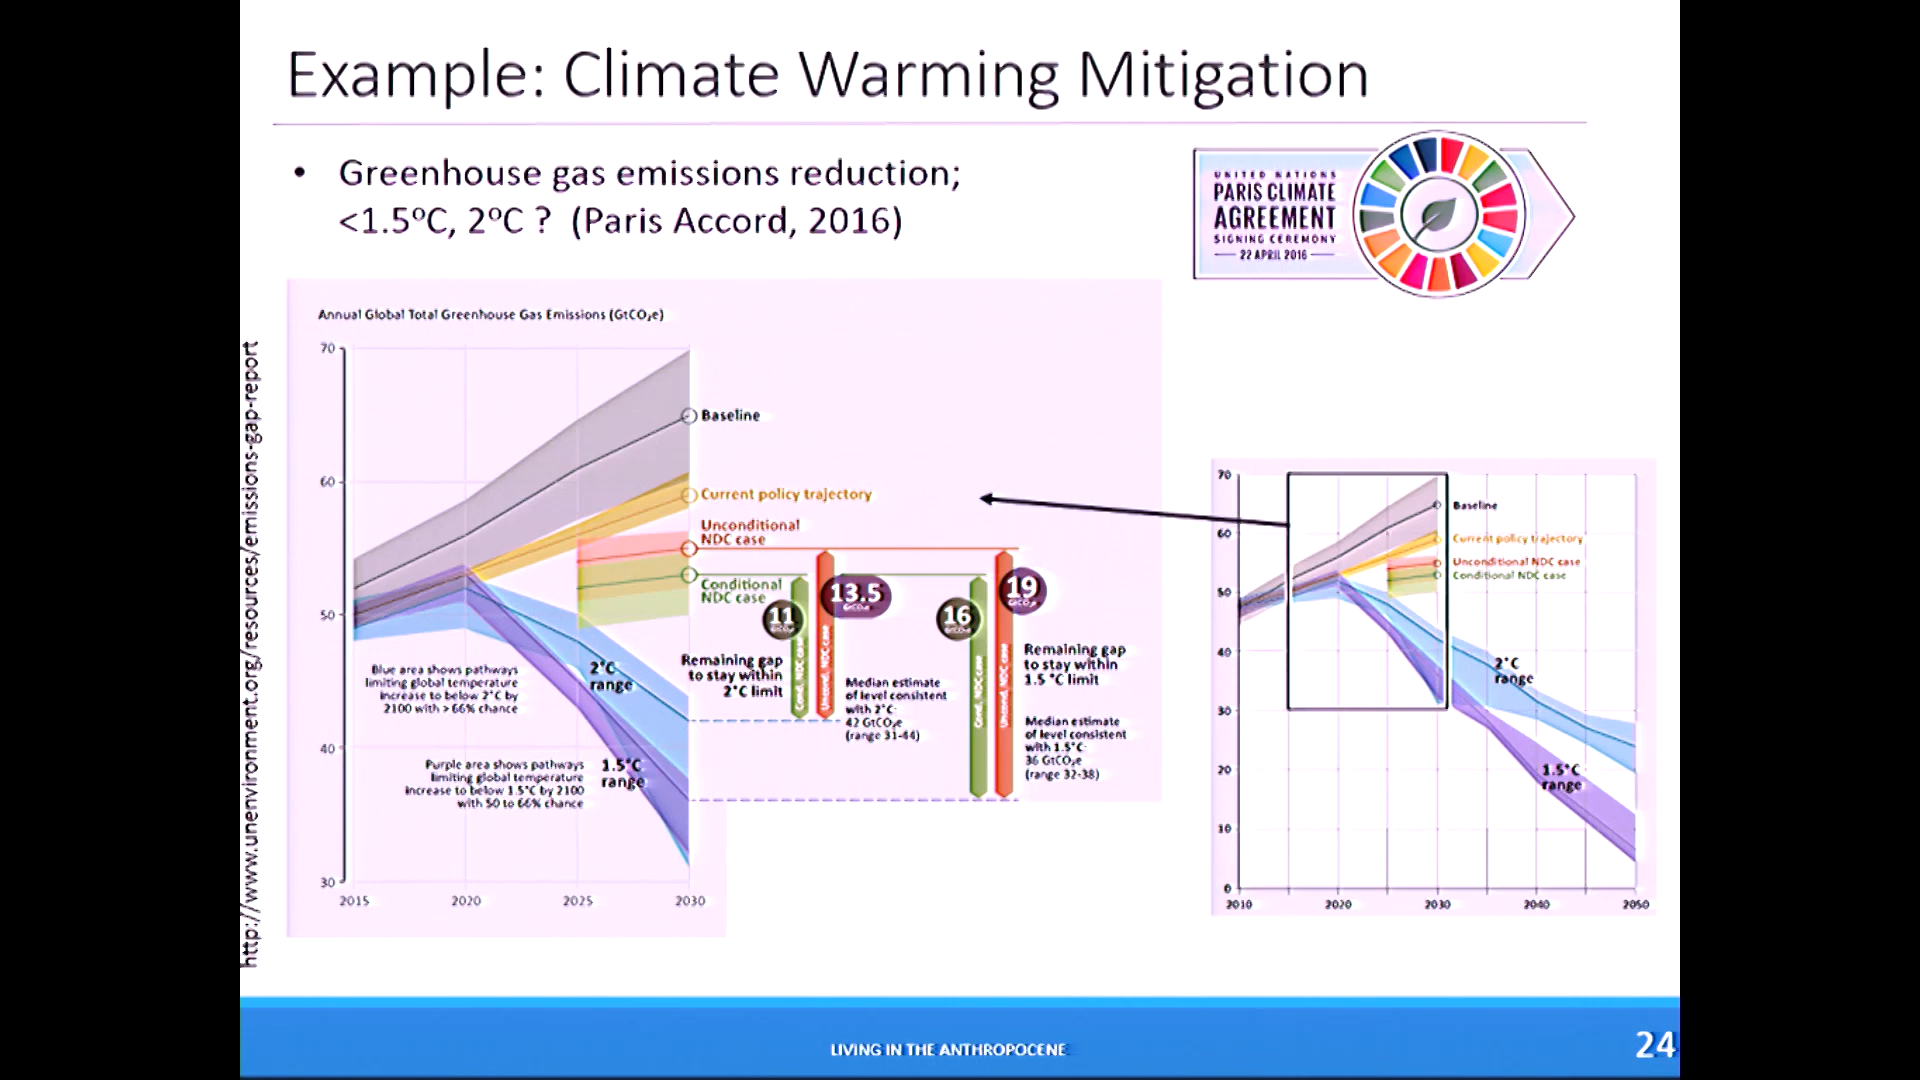 Example: Climate Warming Mitigation
• Greenhouse gas emissions reduction;
<1.5ºC, 2ºC ? (Paris Accord, 2016)
UNITED NATIONS
PARIS CLIMATE
AGREEMENT
SIGNING CEREMONY
22 APRIL 2016
http://www.unenvironment.org/resources/emissions-gap-report
Annual Global Total Greenhouse Gas Emissions (GtCO₂e)
70
60
50
40
30
2015 2020 2025 2030
Baseline
Current policy trajectory
Unconditional
NDC case
Conditional
NDC case
Blue area shows pathways
limiting global temperature
increase to below 2°C by
2100 with > 66% chance
2°C
range
Purple area shows pathways
limiting global temperature
increase to below 1.5°C by 2100
with 50 to 66% chance
1.5°C
range
11
GtCO₂e
Cond. NDC case
Uncond. NDC case
13.5
GtCO₂e
Remaining gap
to stay within
2°C limit
Median estimate
of level consistent
with 2°C:
42 GtCO₂e
(range 31-44)
16
GtCO₂e
Cond. NDC case
Uncond. NDC case
19
GtCO₂e
Remaining gap
to stay within
1.5 °C limit
Median estimate
of level consistent
with 1.5°C:
36 GtCO₂e
(range 32-38)
70
60
50
40
30
20
10
0
2010 2020 2030 2040 2050
Baseline
Current policy trajectory
Unconditional NDC case
Conditional NDC case
2°C
range
1.5°C
range
LIVING IN THE ANTHROPOCENE
24